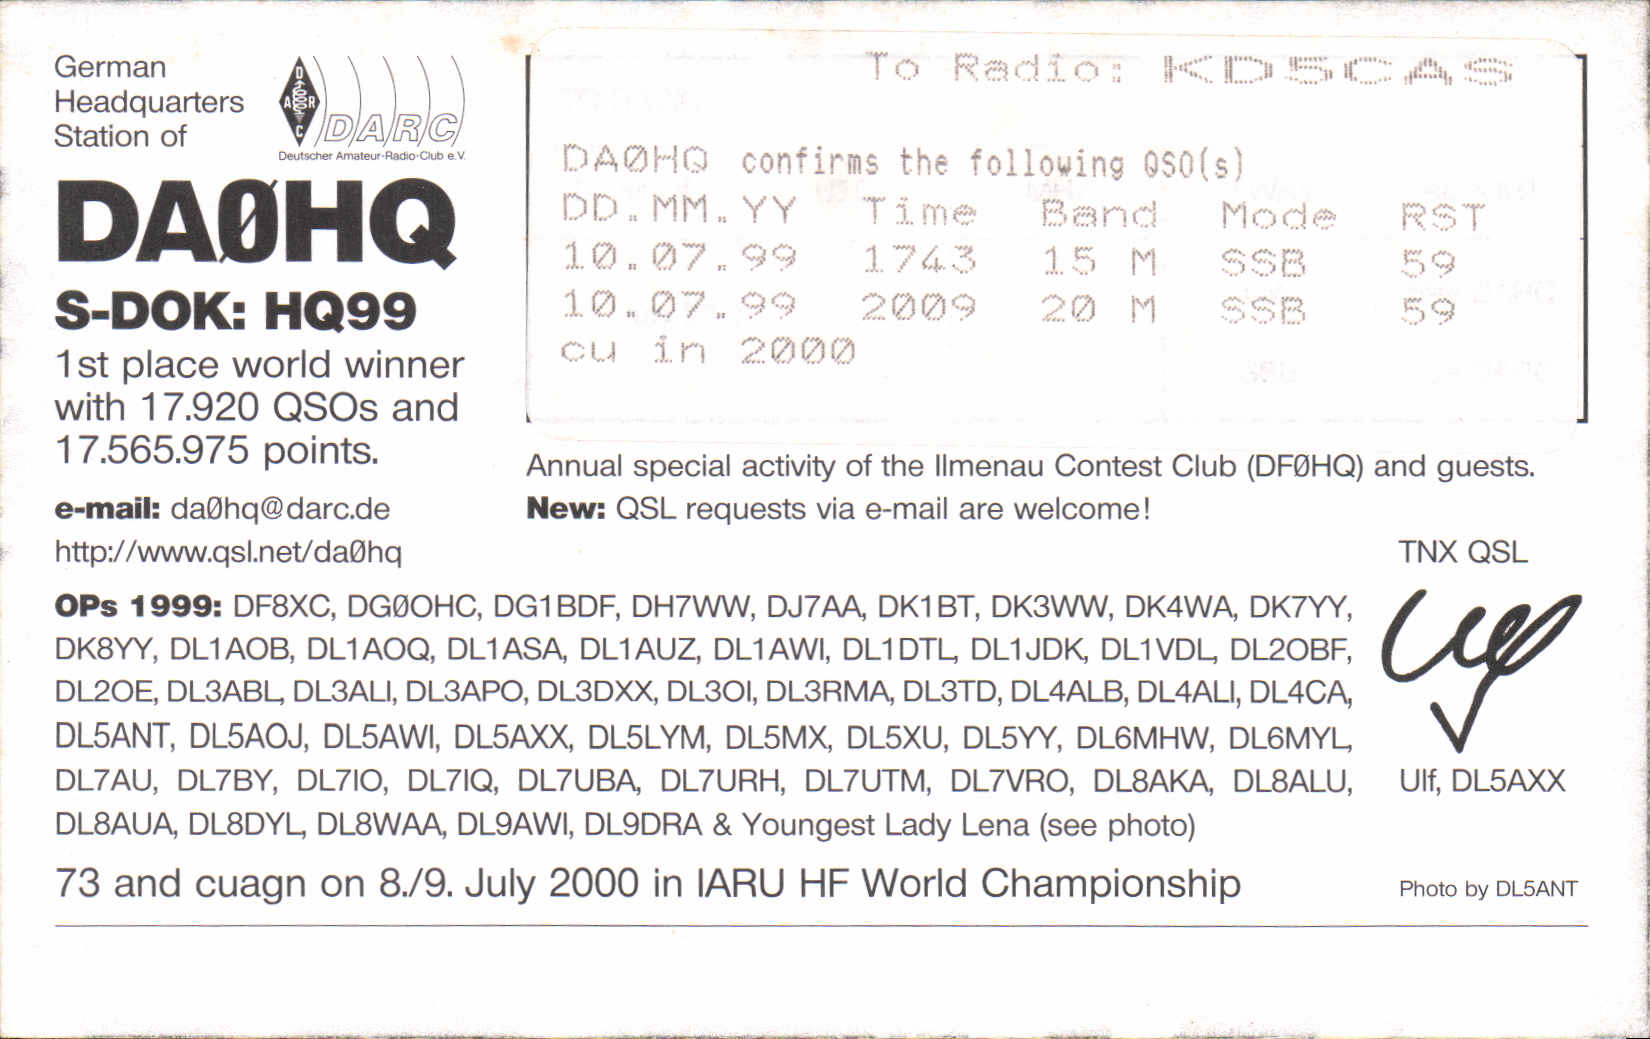 German
Headquarters
Station of
D
A R
C
DARC
Deutscher Amateur-Radio-Club e.V.
DAØHQ
S-DOK: HQ99
1st place world winner
with 17.920 QSOs and
17.565.975 points.
e-mail: daØhq@darc.de
http://www.qsl.net/daØhq
To Radio: KD5CAS
DAØHQ confirms the following QSO(s)
DD.MM.YY Time Band Mode RST
10.07.99 1743 15 M SSB 59
10.07.99 2009 20 M SSB 59
cu in 2000
Annual special activity of the Ilmenau Contest Club (DFØHQ) and guests.
New: QSL requests via e-mail are welcome!
TNX QSL
OPs 1999: DF8XC, DGØOHC, DG1BDF, DH7WW, DJ7AA, DK1BT, DK3WW, DK4WA, DK7YY,
DK8YY, DL1AOB, DL1AOQ, DL1ASA, DL1AUZ, DL1AWI, DL1DTL, DL1JDK, DL1VDL, DL2OBF,
DL2OE, DL3ABL, DL3ALI, DL3APO, DL3DXX, DL3OI, DL3RMA, DL3TD, DL4ALB, DL4ALI, DL4CA,
DL5ANT, DL5AOJ, DL5AWI, DL5AXX, DL5LYM, DL5MX, DL5XU, DL5YY, DL6MHW, DL6MYL,
DL7AU, DL7BY, DL7IO, DL7IQ, DL7UBA, DL7URH, DL7UTM, DL7VRO, DL8AKA, DL8ALU,
DL8AUA, DL8DYL, DL8WAA, DL9AWI, DL9DRA & Youngest Lady Lena (see photo)
Ulf, DL5AXX
73 and cuagn on 8./9. July 2000 in IARU HF World Championship
Photo by DL5ANT